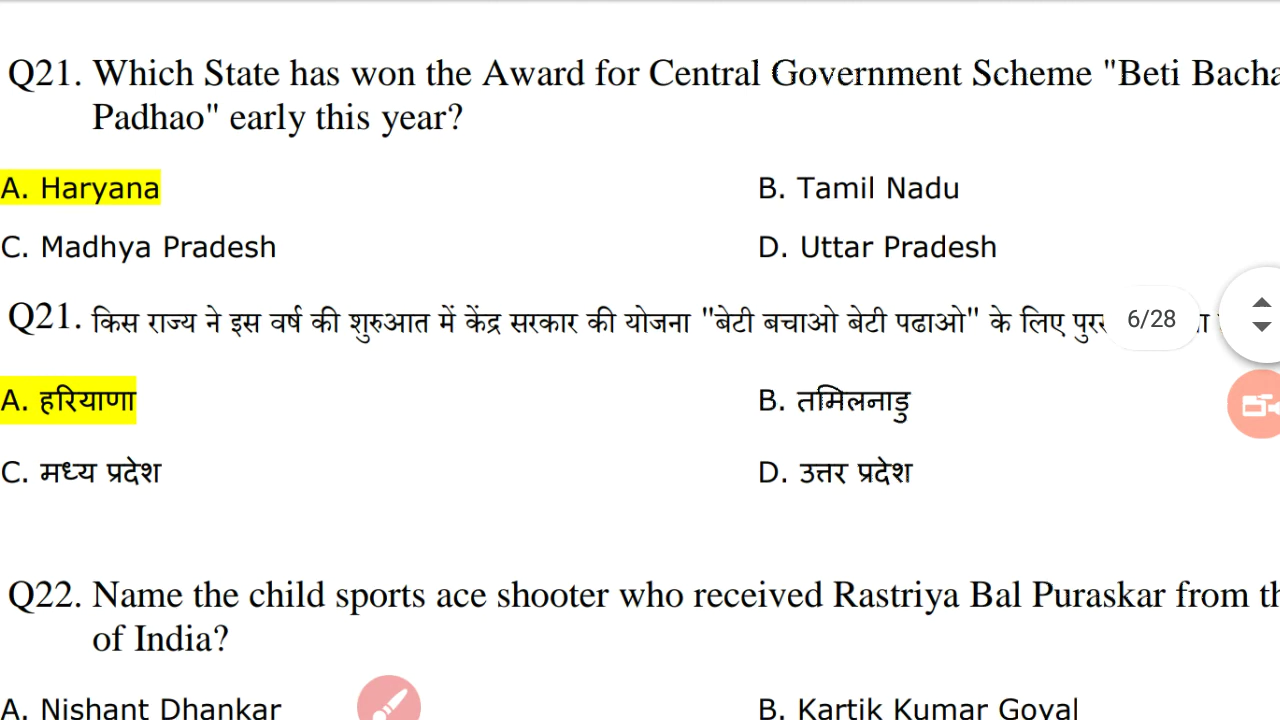 Q21. Which State has won the Award for Central Government Scheme "Beti Bacha
Padhao" early this year?
A. Haryana B. Tamil Nadu
C. Madhya Pradesh D. Uttar Pradesh
Q21. किस राज्य ने इस वर्ष की शुरुआत में केंद्र सरकार की योजना "बेटी बचाओ बेटी पढाओ" के लिए
6/28
A. हरियाणा B. तमिलनाडु
C. मध्य प्रदेश D. उत्तर प्रदेश
Q22. Name the child sports ace shooter who received Rastriya Bal Puraskar from
of India?
A. Nishant Dhankar B. Kartik Kumar Goyal